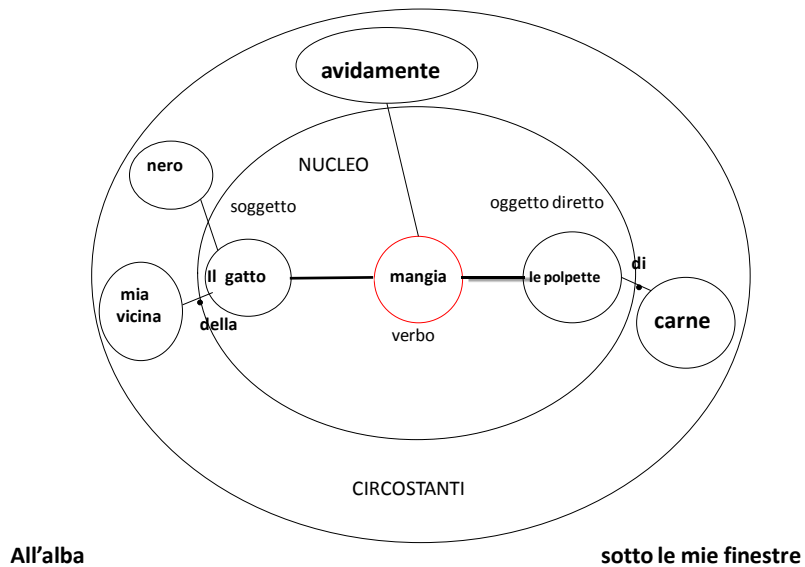 avidamente
nero
NUCLEO
soggetto
oggetto diretto
Il gatto
mangia
le polpette
di
mia
vicina
della
carne
verbo
CIRCOSTANTI
All'alba
sotto le mie finestre